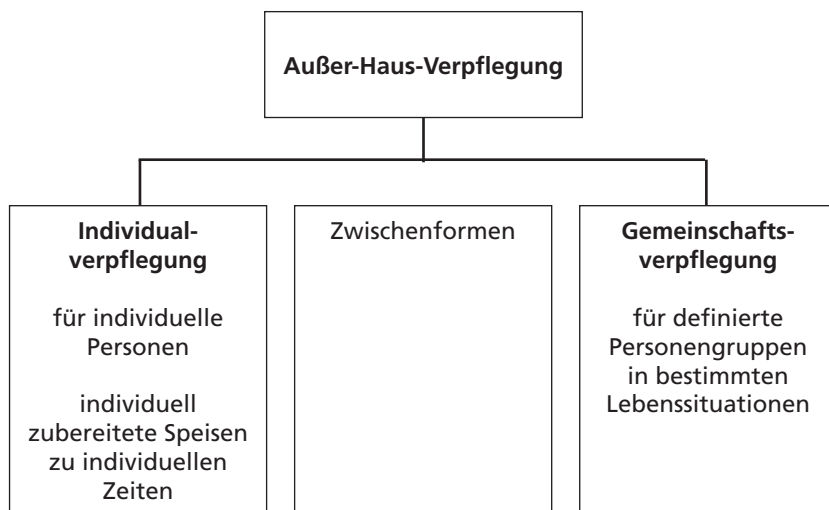 Außer-Haus-Verpflegung
Individual-
verpflegung
für individuelle
Personen
individuell
zubereitete Speisen
zu individuellen
Zeiten
Zwischenformen
Gemeinschafts-
verpflegung
für definierte
Personengruppen
in bestimmten
Lebenssituationen